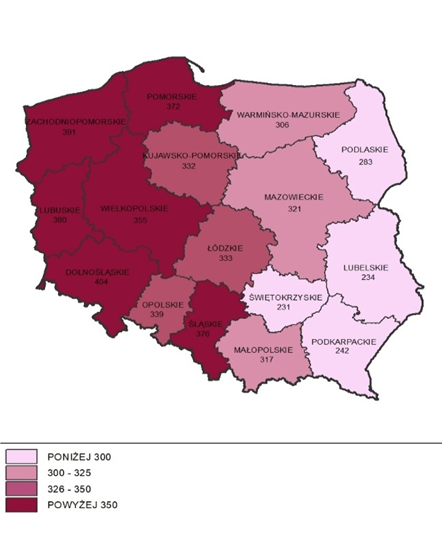 POMORSKIE
372
ZACHODNIOPOMORSKIE
391
WARMIŃSKO-MAZURSKIE
306
PODLASKIE
283
KUJAWSKO-POMORSKIE
332
LUBUSKIE
380
WIELKOPOLSKIE
355
MAZOWIECKIE
321
ŁÓDZKIE
333
DOLNOŚLĄSKIE
404
LUBELSKIE
234
OPOLSKIE
339
ŚLĄSKIE
376
ŚWIĘTOKRZYSKIE
231
MAŁOPOLSKIE
317
PODKARPACKIE
242
PONIŻEJ 300
300 - 325
326 - 350
POWYŻEJ 350